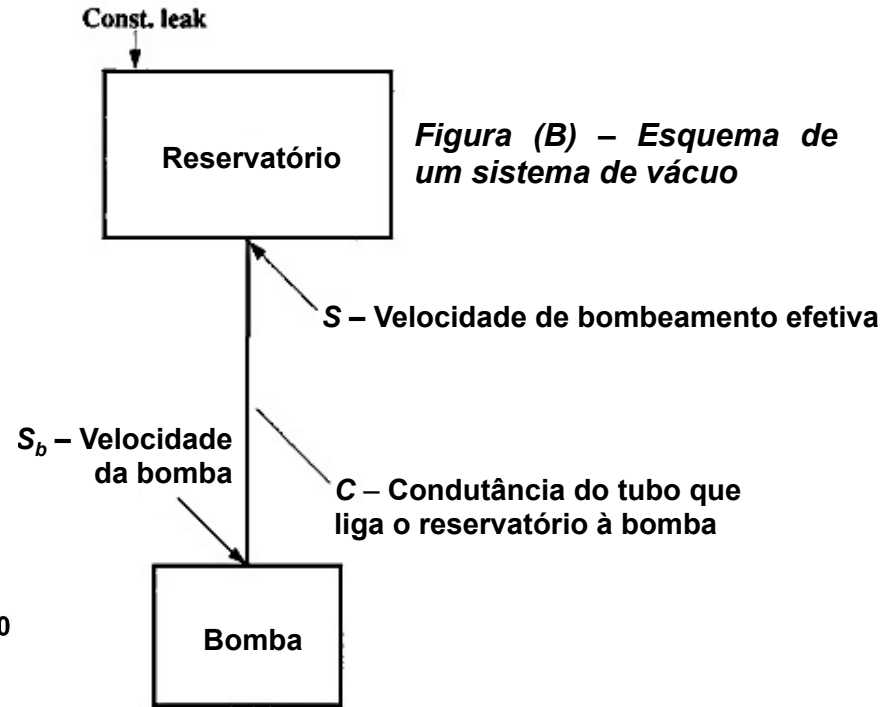 Const. leak
Reservatório
Figura (B) – Esquema de
um sistema de vácuo
S – Velocidade de bombeamento efetiva
S_b – Velocidade
da bomba
C – Condutância do tubo que
liga o reservatório à bomba
0
Bomba